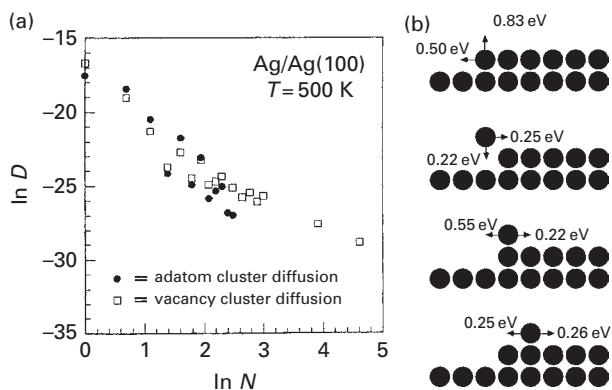 (a)
−15
−20
−25
−30
−35
ln D
0
1
2
3
4
5
ln N
Ag/Ag(100)
T = 500 K
● = adatom cluster diffusion
□ = vacancy cluster diffusion
(b)
0.83 eV
0.50 eV
0.25 eV
0.22 eV
0.55 eV
0.22 eV
0.25 eV
0.26 eV